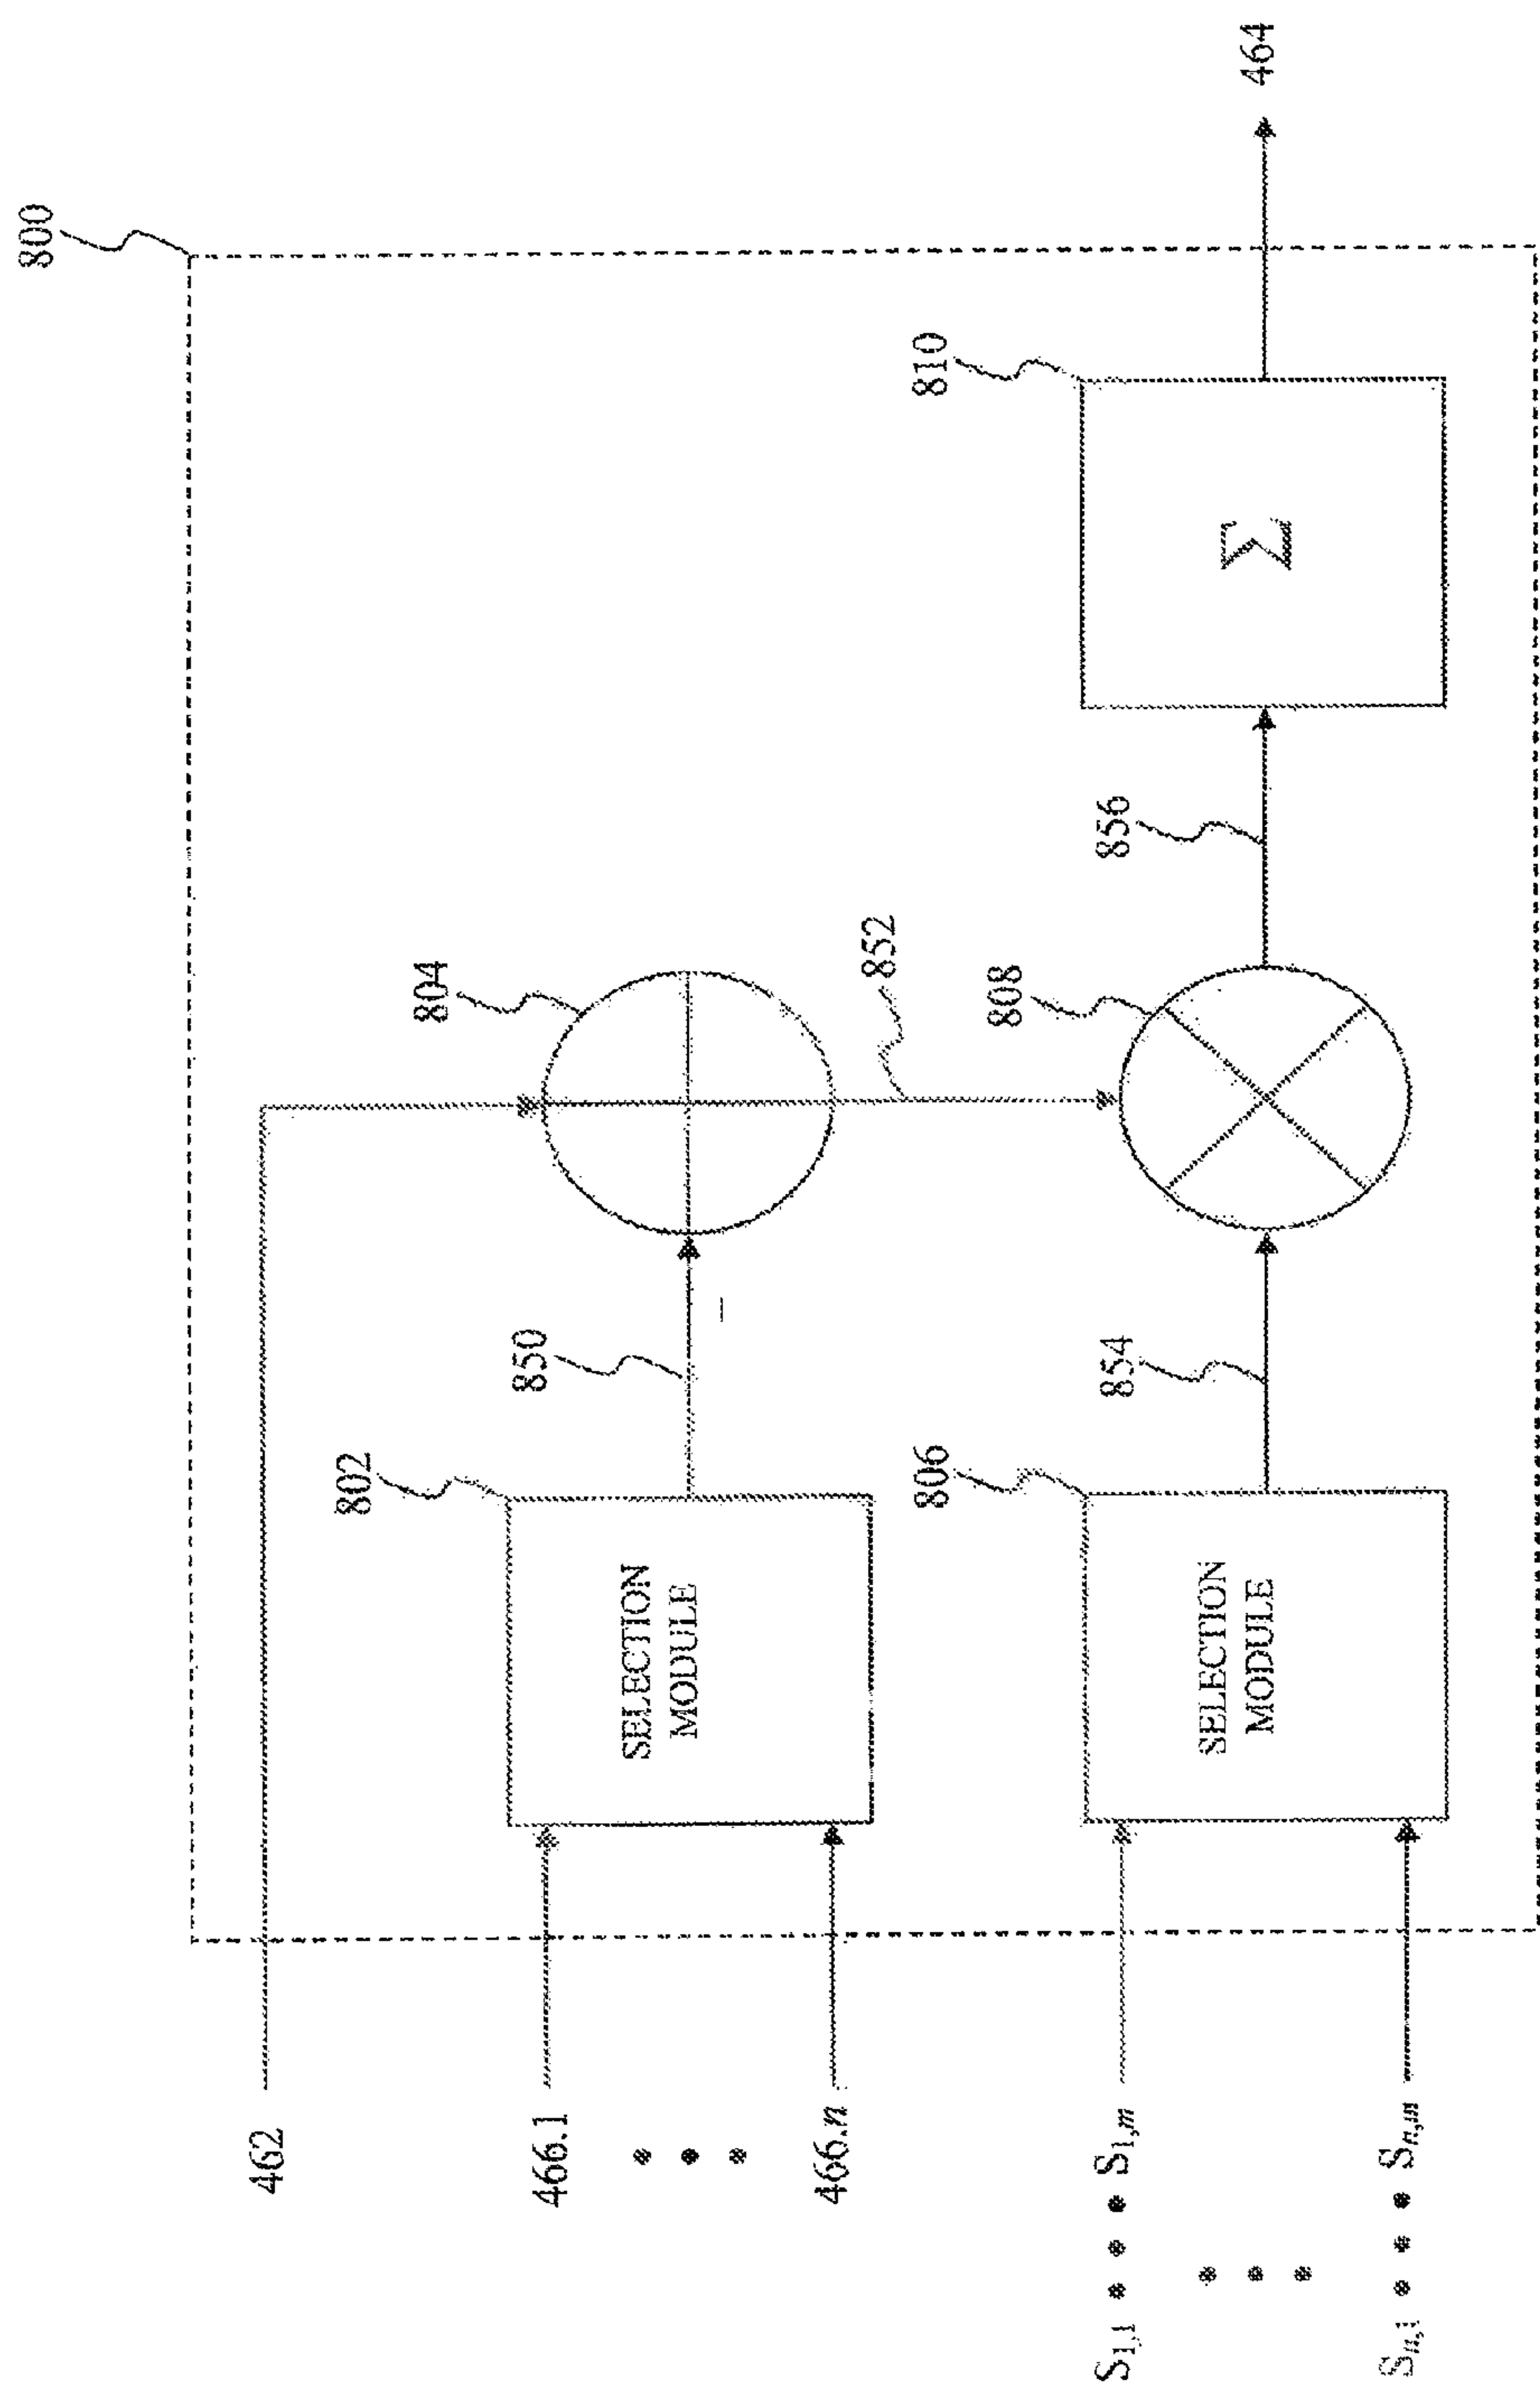 800
462
804
802
850
–
466.1
SELECTION
MODULE
466.n
852
810
808
806
854
856
Σ
464
S1,1 • • • S1,m
SELECTION
MODULE
Sn,1 • • • Sn,m